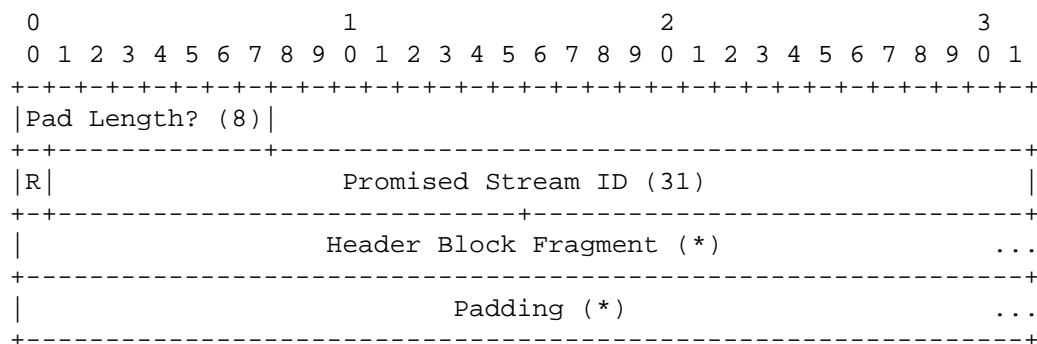 0                   1                   2                   3
 0 1 2 3 4 5 6 7 8 9 0 1 2 3 4 5 6 7 8 9 0 1 2 3 4 5 6 7 8 9 0 1
+-+-+-+-+-+-+-+-+-+-+-+-+-+-+-+-+-+-+-+-+-+-+-+-+-+-+-+-+-+-+-+-+
|Pad Length? (8)|
+-+-------------+-----------------------------------------------+
|R|                  Promised Stream ID (31)                    |
+-+-----------------------------+-------------------------------+
|                   Header Block Fragment (*)                 ...
+---------------------------------------------------------------+
|                           Padding (*)                       ...
+---------------------------------------------------------------+